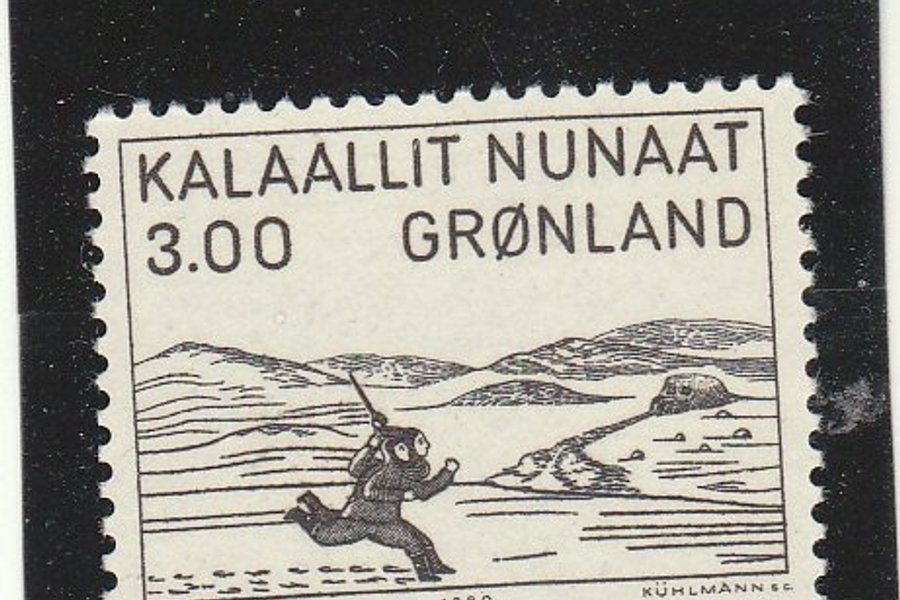 KALAALLIT NUNAAT
3.00 GRØNLAND
KÜHLMANN SC.